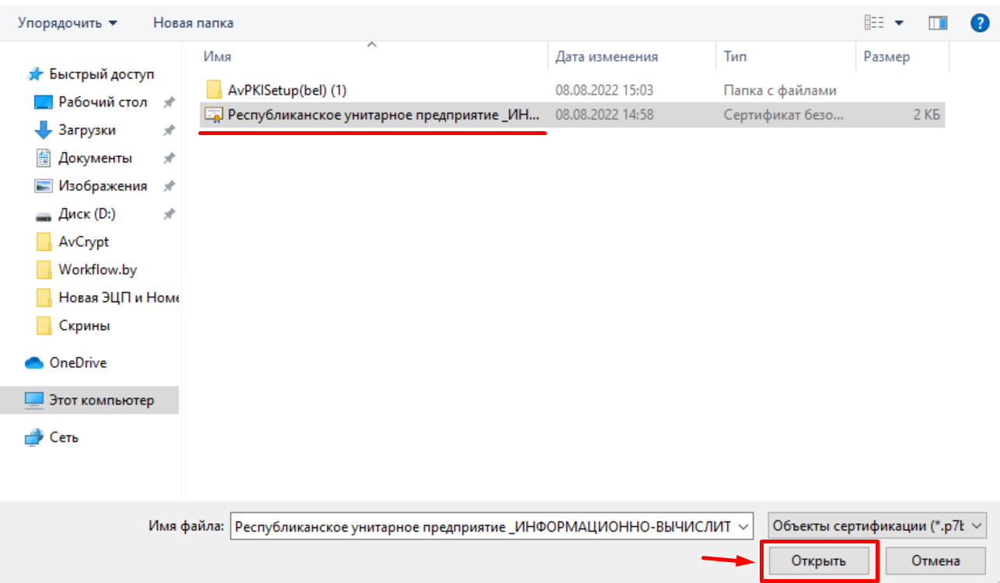 Упорядочить Новая папка ?
Имя Дата изменения Тип Размер
Быстрый доступ
Рабочий стол
Загрузки
Документы
Изображения
Диск (D:)
AvCrypt
Workflow.by
Новая ЭЦП и Номе
Скрины
OneDrive
Этот компьютер
Сеть
AvPKISetup(bel) (1) 08.08.2022 15:03 Папка с файлами
Республиканское унитарное предприятие _ИН... 08.08.2022 14:58 Сертификат безо... 2 КБ
Имя файла: Республиканское унитарное предприятие _ИНФОРМАЦИОННО-ВЫЧИСЛИТ Объекты сертификации (*.p7b
Открыть Отмена